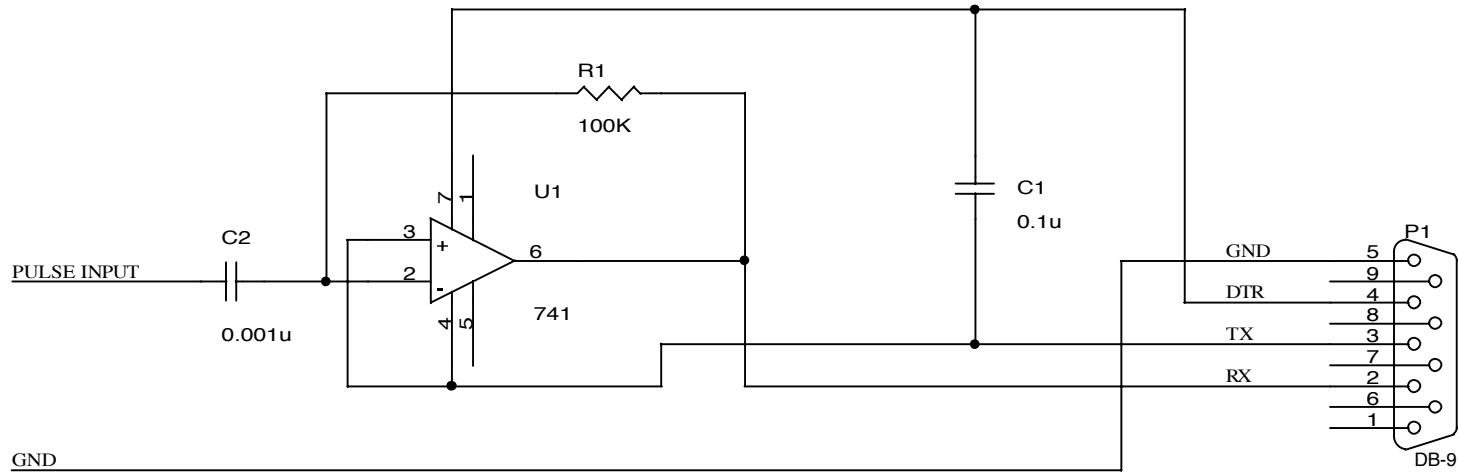 R1
100K
7
1
U1
C1
0.1u
3
+
C2
6
P1
PULSE INPUT
2
-
GND
5
9
DTR
4
8
4
5
741
0.001u
TX
3
7
RX
2
6
1
GND
DB-9